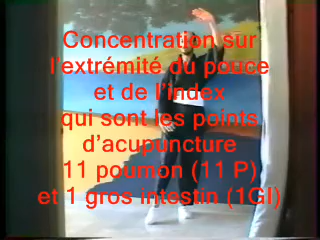 Concentration sur
l'extrémité du pouce
et de l'index
qui sont les points
d'acupuncture
11 poumon (11 P)
et 1 gros intestin (1GI)